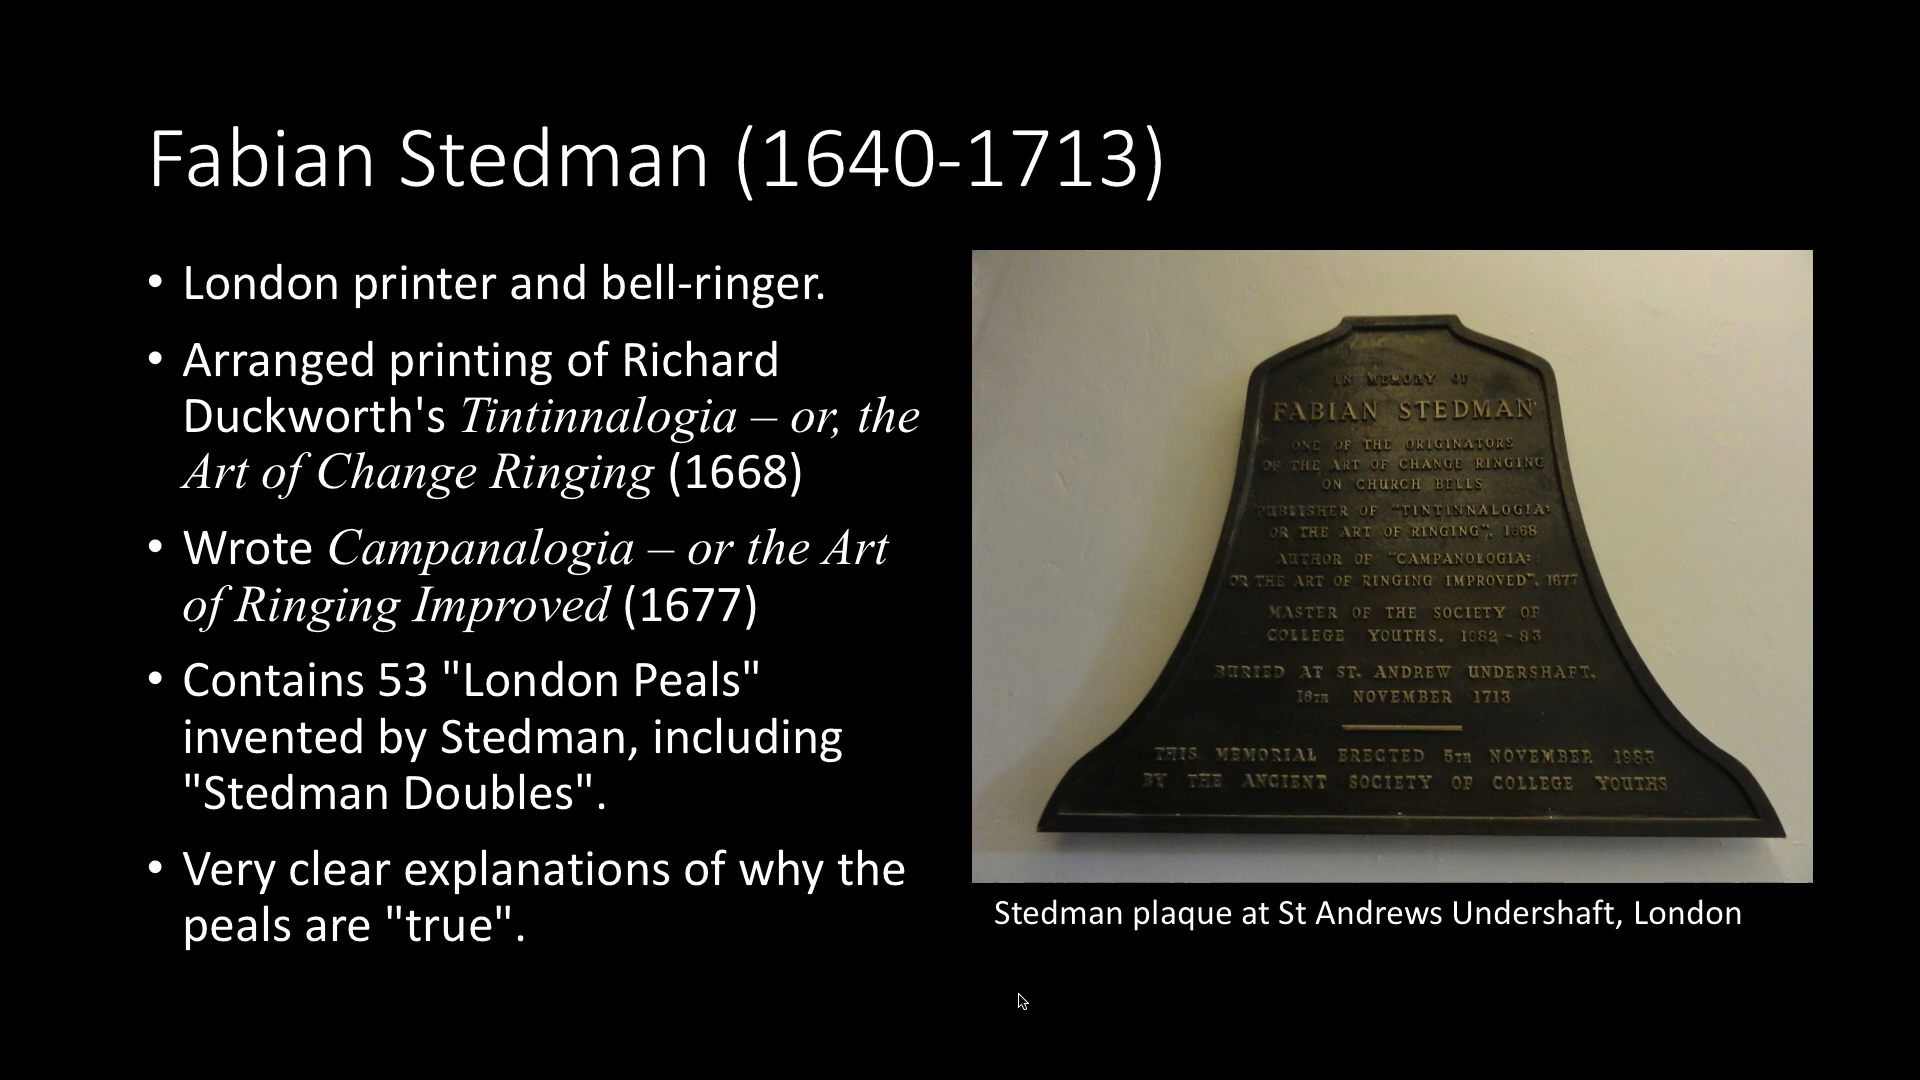 Fabian Stedman (1640-1713)
• London printer and bell-ringer.
• Arranged printing of Richard
Duckworth's Tintinnalogia – or, the
Art of Change Ringing (1668)
• Wrote Campanalogia – or the Art
of Ringing Improved (1677)
• Contains 53 "London Peals"
invented by Stedman, including
"Stedman Doubles".
• Very clear explanations of why the
peals are "true".
IN MEMORY OF
FABIAN STEDMAN
ONE OF THE ORIGINATORS
OF THE ART OF CHANGE RINGING
ON CHURCH BELLS
PUBLISHER OF "TINTINNALOGIA:
OR THE ART OF RINGING", 1668
AUTHOR OF "CAMPANOLOGIA:
OR THE ART OF RINGING IMPROVED", 1677
MASTER OF THE SOCIETY OF
COLLEGE YOUTHS, 1682-83
BURIED AT ST. ANDREW UNDERSHAFT,
16TH NOVEMBER 1713
THIS MEMORIAL ERECTED 5TH NOVEMBER 1983
BY THE ANCIENT SOCIETY OF COLLEGE YOUTHS
Stedman plaque at St Andrews Undershaft, London